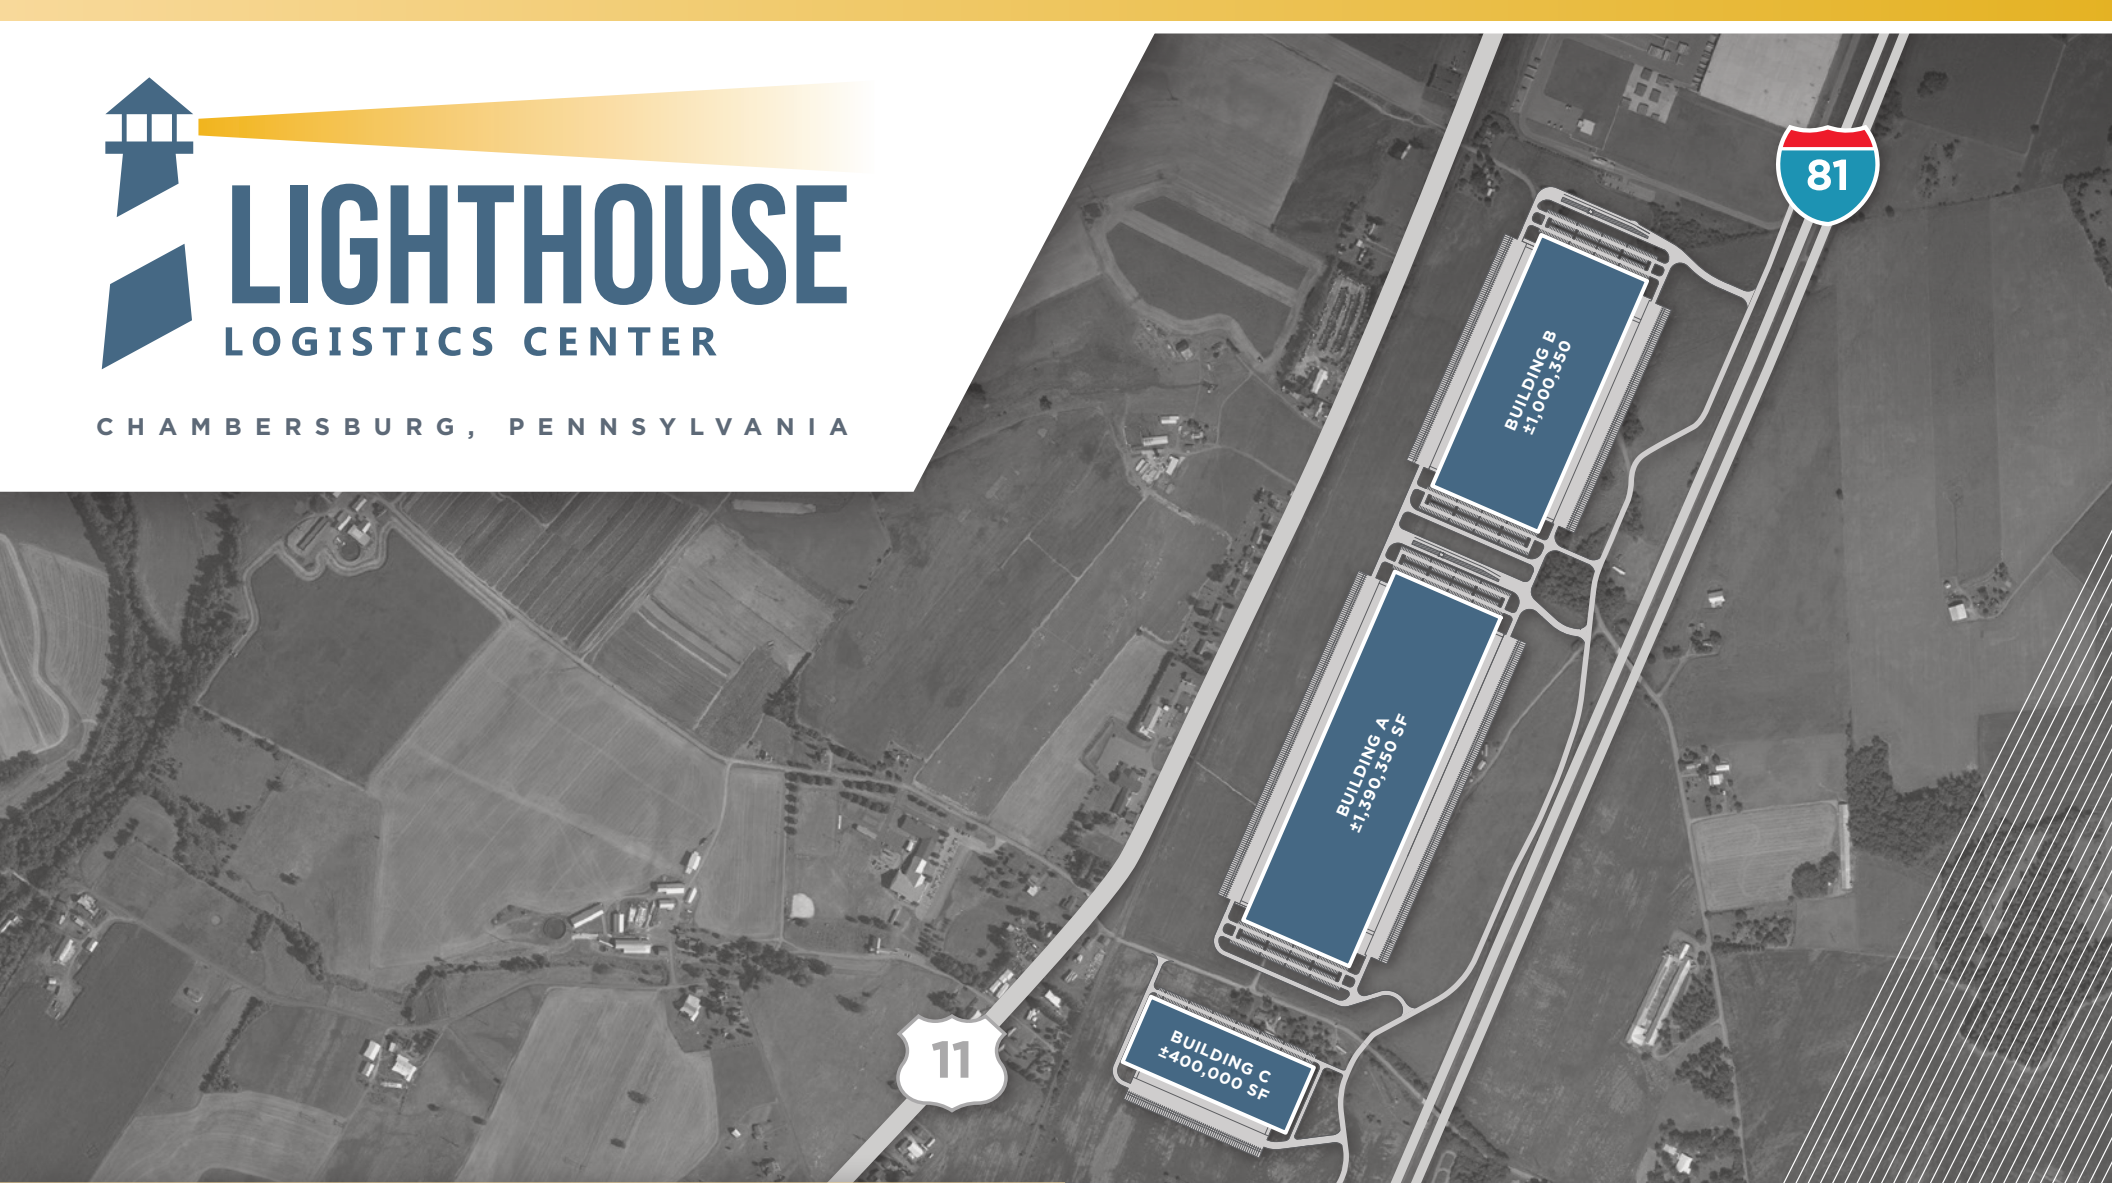 LIGHTHOUSE
LOGISTICS CENTER
CHAMBERSBURG, PENNSYLVANIA
81
BUILDING B
±1,000,350
BUILDING A
±1,390,350 SF
BUILDING C
±400,000 SF
11